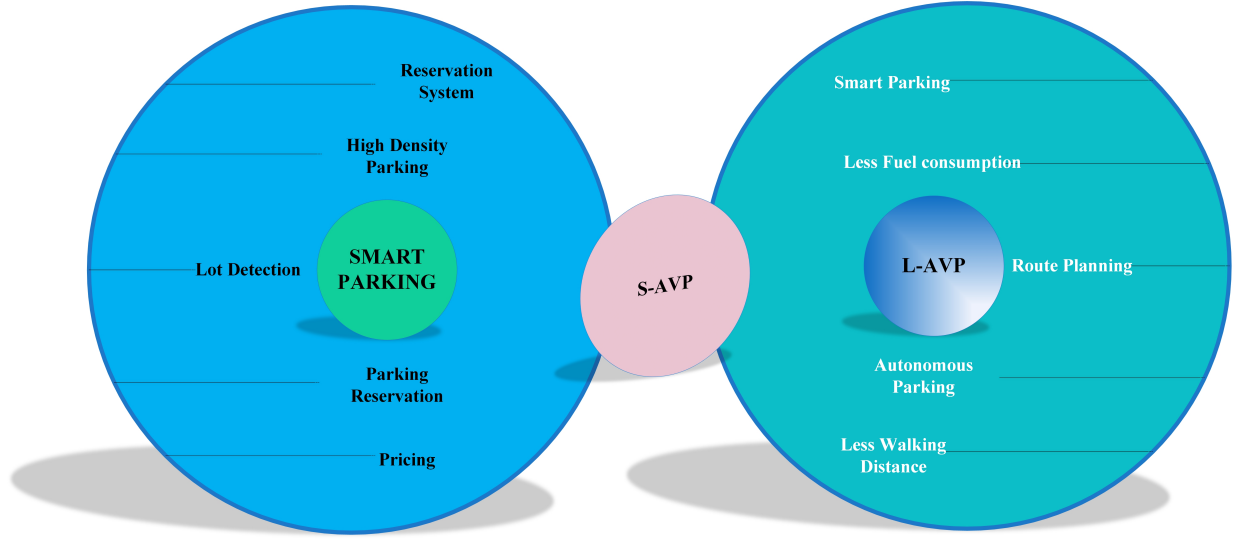 Reservation
System
High Density
Parking
Lot Detection
SMART
PARKING
Parking
Reservation
Pricing
S-AVP
Smart Parking
Less Fuel consumption
L-AVP
Route Planning
Autonomous
Parking
Less Walking
Distance